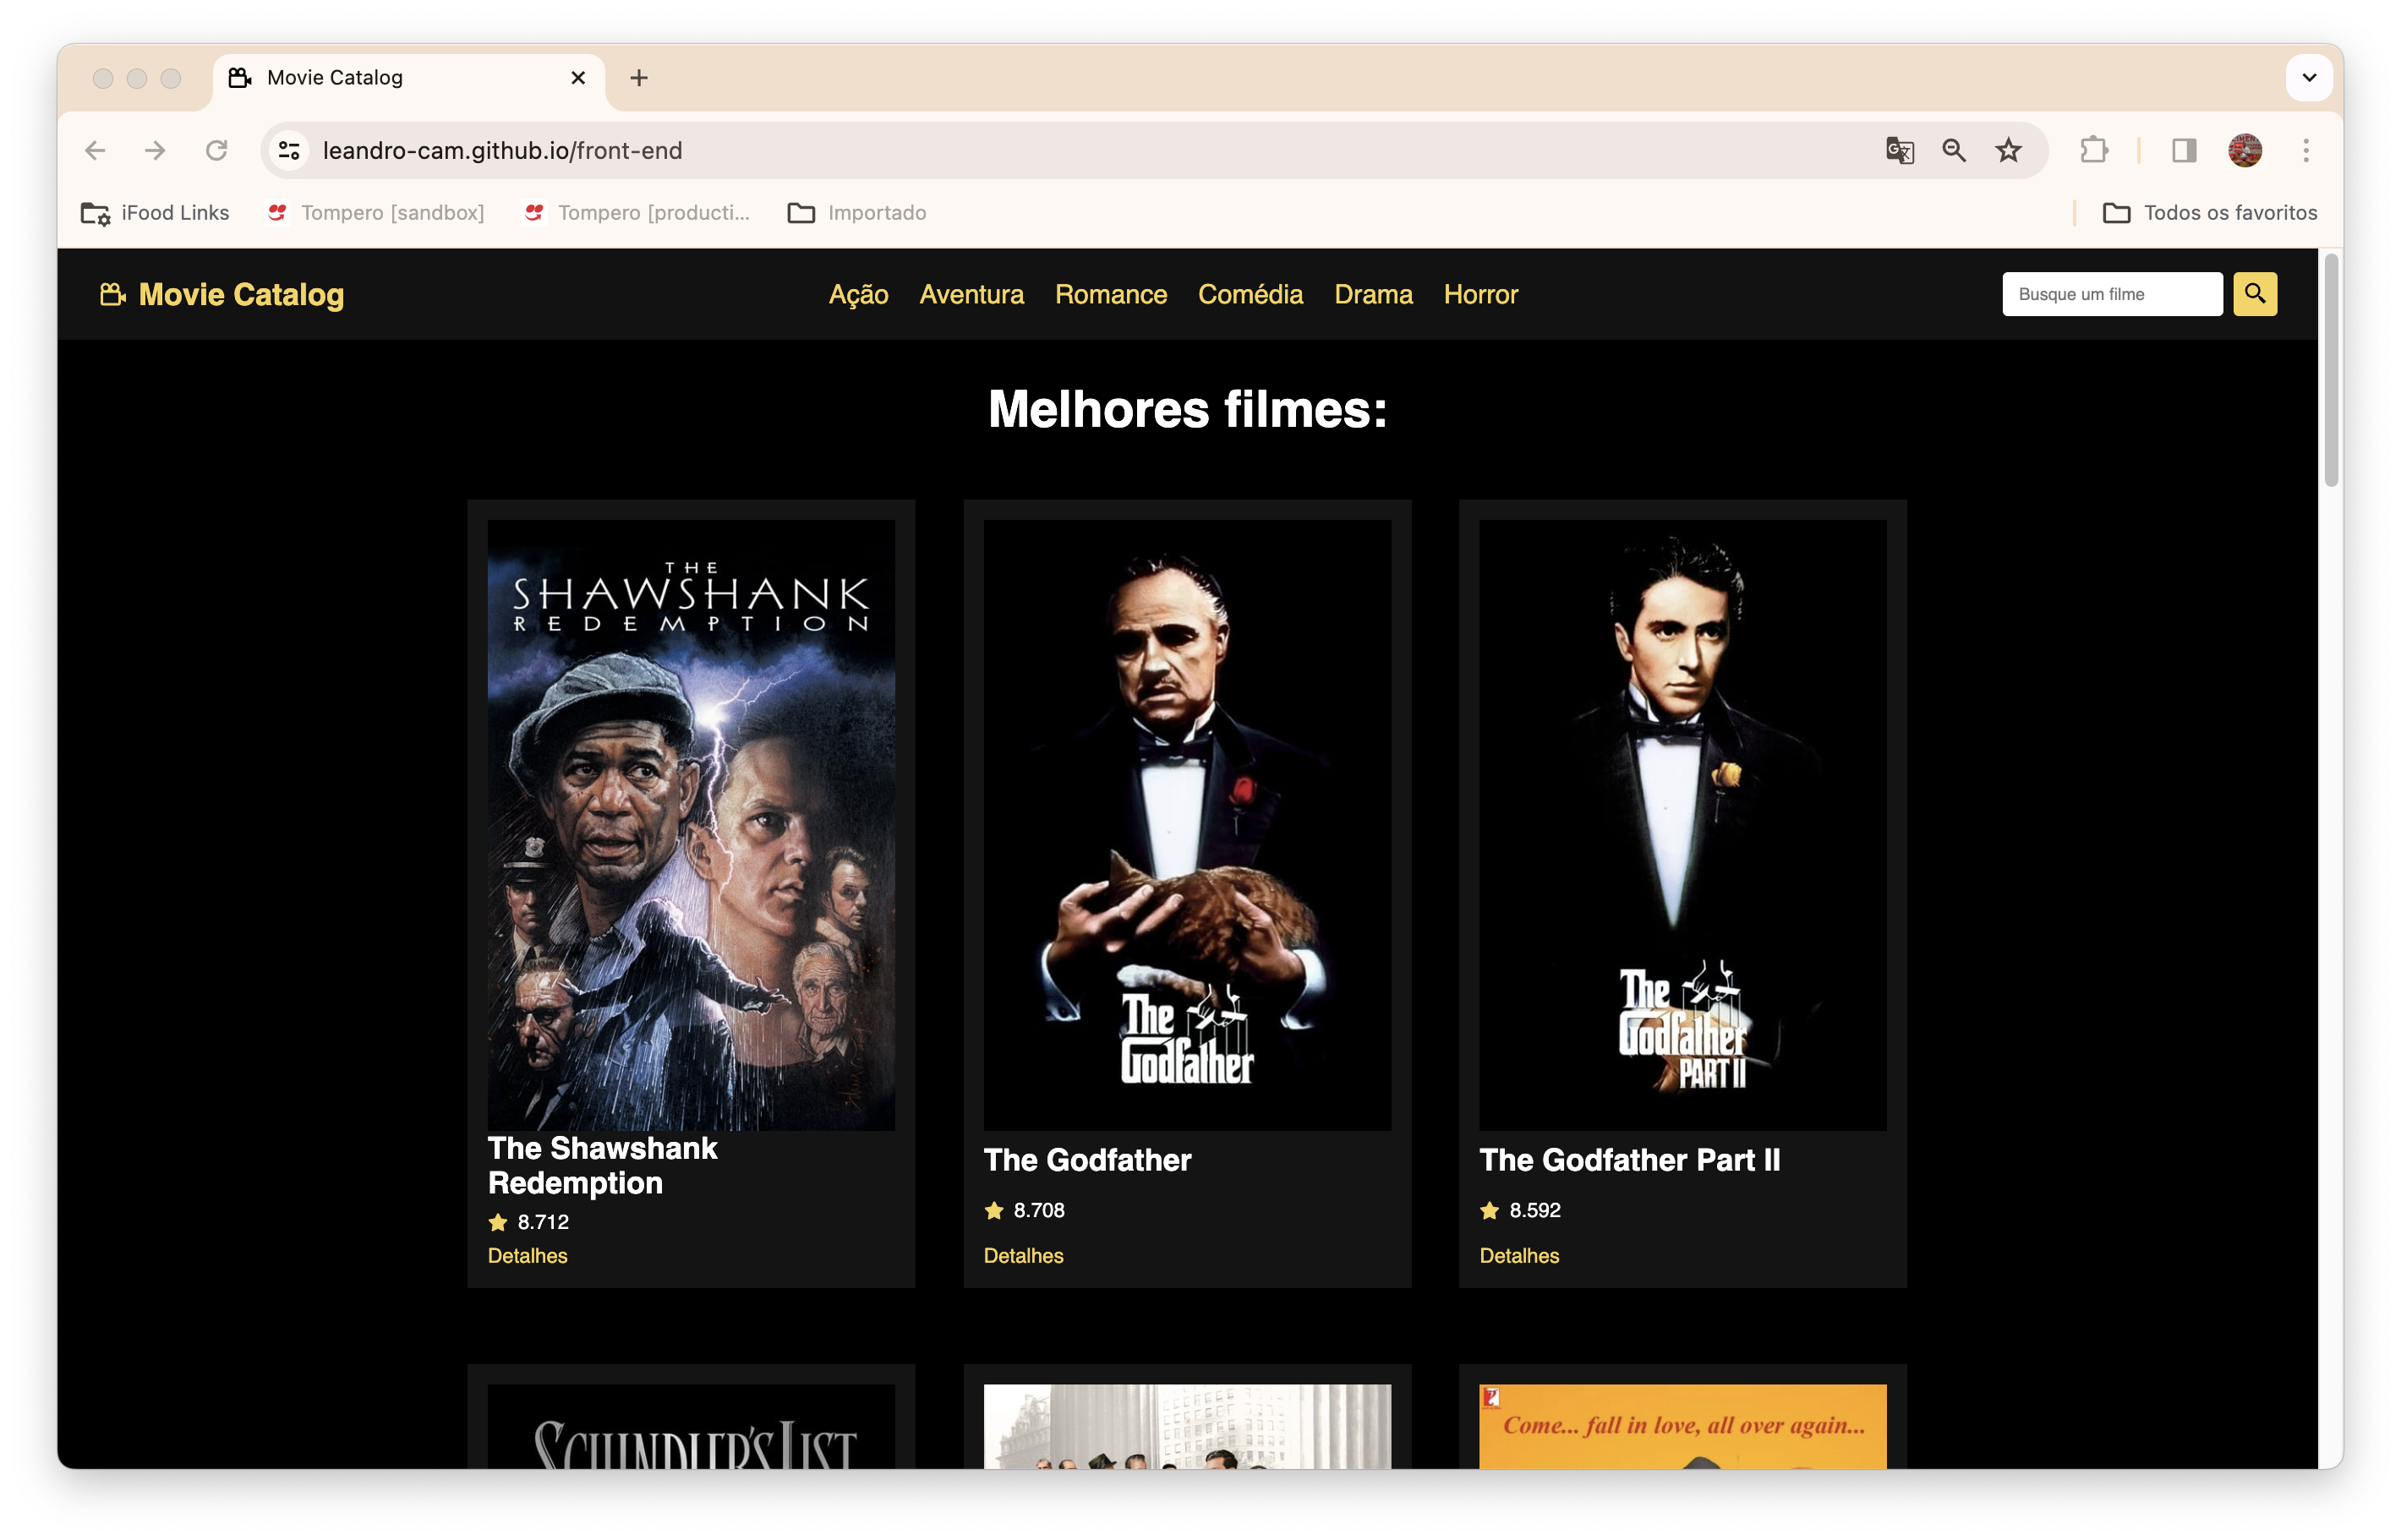 Movie Catalog
leandro-cam.github.io/front-end
iFood Links Tompero [sandbox] Tompero [producti... Importado Todos os favoritos
Movie Catalog Ação Aventura Romance Comédia Drama Horror Busque um filme
Melhores filmes:
THE
SHAWSHANK
REDEMPTION
The
Godfather
The
Godfather
PART II
The Shawshank
Redemption
8.712
Detalhes
The Godfather
8.708
Detalhes
The Godfather Part II
8.592
Detalhes
SCHINDLER'S LIST
Come... fall in love, all over again...